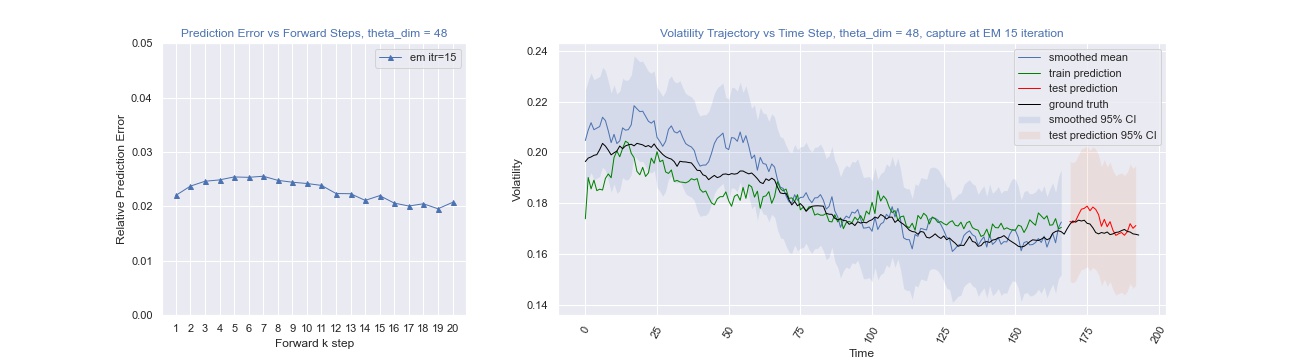 Prediction Error vs Forward Steps, theta_dim = 48
0.05
0.04
0.03
0.02
0.01
0.00
Relative Prediction Error
em itr=15
1 2 3 4 5 6 7 8 9 10 11 12 13 14 15 16 17 18 19 20
Forward k step
Volatility Trajectory vs Time Step, theta_dim = 48, capture at EM 15 iteration
0.24
0.22
0.20
0.18
0.16
0.14
Volatility
smoothed mean
train prediction
test prediction
ground truth
smoothed 95% CI
test prediction 95% CI
0 25 50 75 100 125 150 175 200
Time